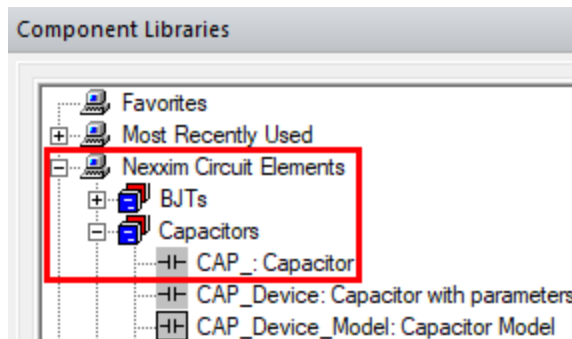 Component Libraries
Favorites
Most Recently Used
Nexxim Circuit Elements
BJTs
Capacitors
CAP_: Capacitor
CAP_Device: Capacitor with parameters
CAP_Device_Model: Capacitor Model